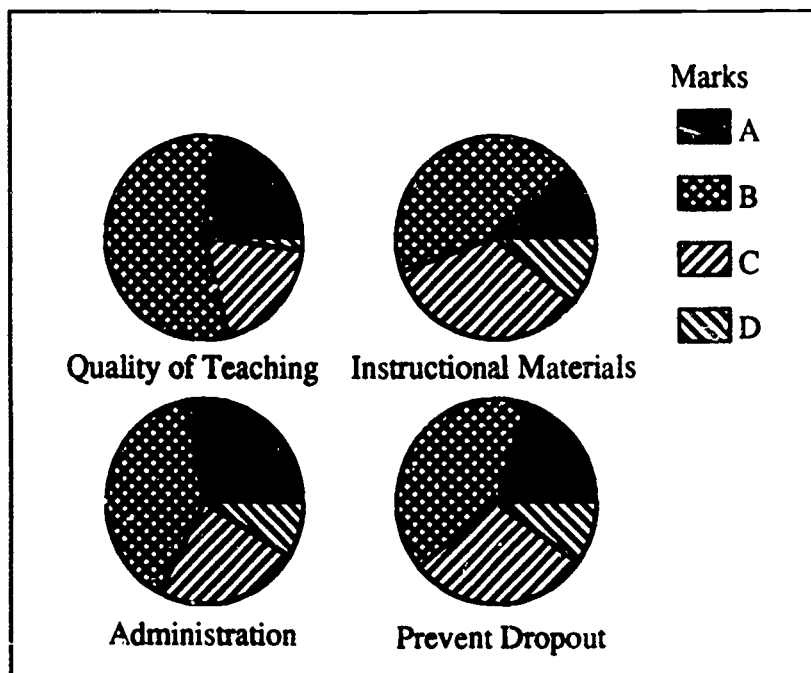 Marks
A
B
C
D
Quality of Teaching
Instructional Materials
Administration
Prevent Dropout